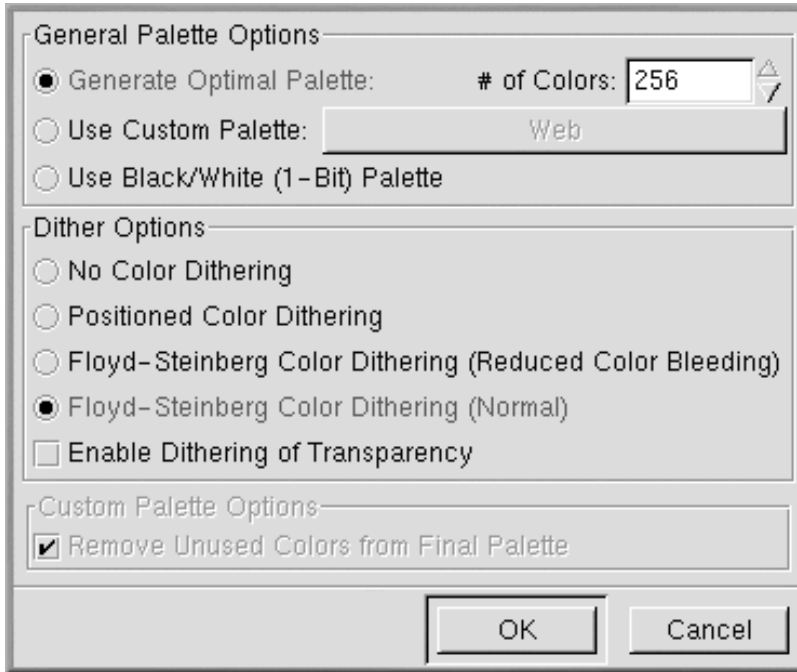 General Palette Options
Generate Optimal Palette: # of Colors: 256
Use Custom Palette: Web
Use Black/White (1-Bit) Palette
Dither Options
No Color Dithering
Positioned Color Dithering
Floyd-Steinberg Color Dithering (Reduced Color Bleeding)
Floyd-Steinberg Color Dithering (Normal)
Enable Dithering of Transparency
Custom Palette Options
Remove Unused Colors from Final Palette
OK Cancel